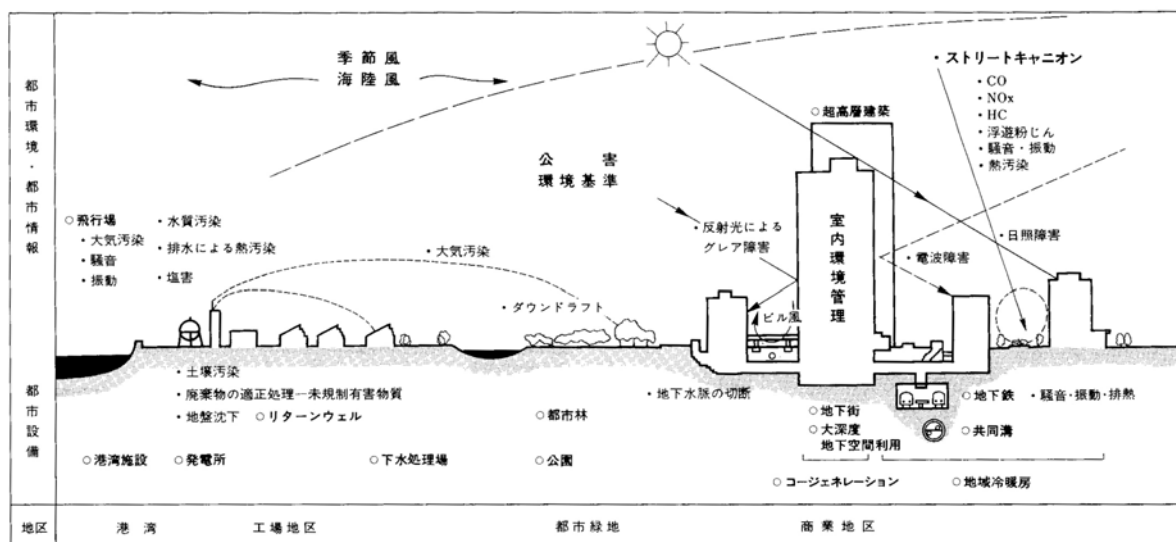 都市環境・都市情報
季節風
海陸風
・ストリートキャニオン
・CO
・NOx
・HC
・浮遊粉じん
・騒音・振動
・熱汚染
○超高層建築
公害
環境基準
○飛行場
・大気汚染
・騒音
・振動
・水質汚染
・排水による熱汚染
・塩害
・大気汚染
・ダウンドラフト
・反射光による
グレア障害
室内環境管理
ビル風
・電波障害
・日照障害
都市設備
・土壌汚染
・廃棄物の適正処理―未規制有害物質
・地盤沈下
○リターンウェル
・地下水脈の切断
○都市林
○地下街
○大深度
地下空間利用
○地下鉄
・騒音・振動・排熱
○共同溝
○港湾施設
○発電所
○下水処理場
○公園
○コージェネレーション
○地域冷暖房
地区
港湾
工場地区
都市緑地
商業地区